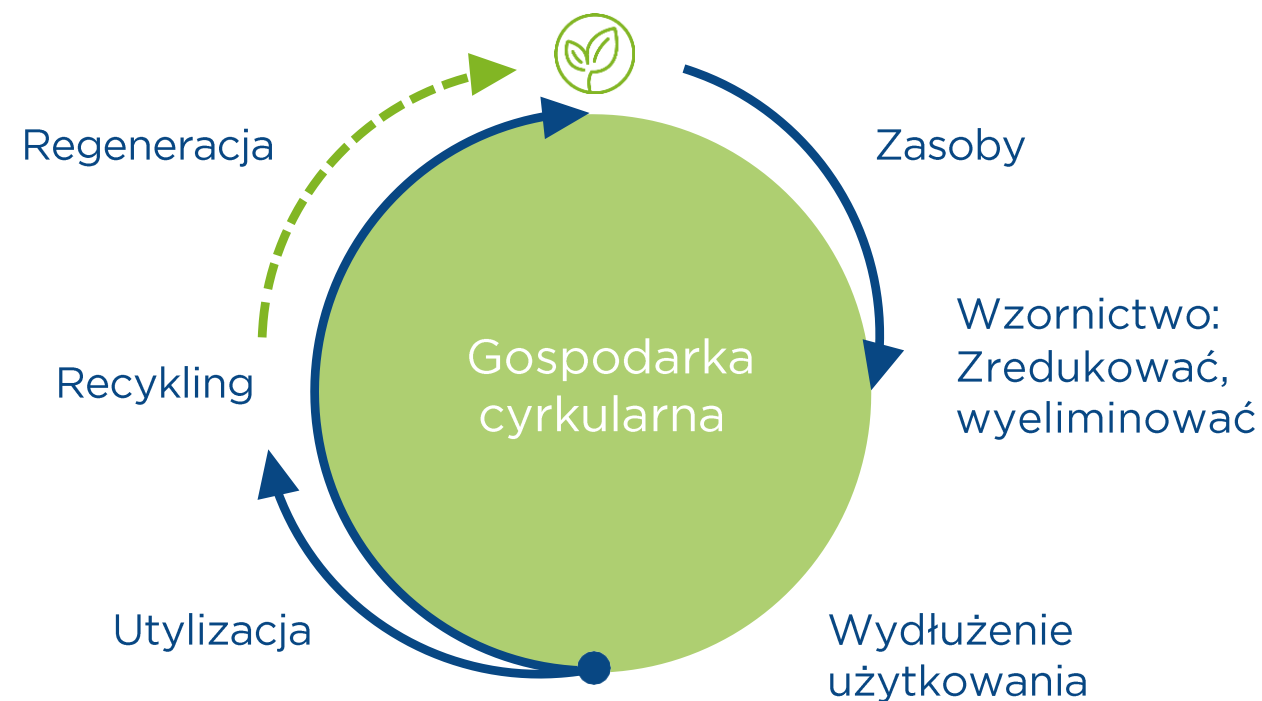 Regeneracja
Zasoby
Wzornictwo:
Zredukować,
wyeliminować
Gospodarka
cyrkularna
Recykling
Utylizacja
Wydłużenie
użytkowania